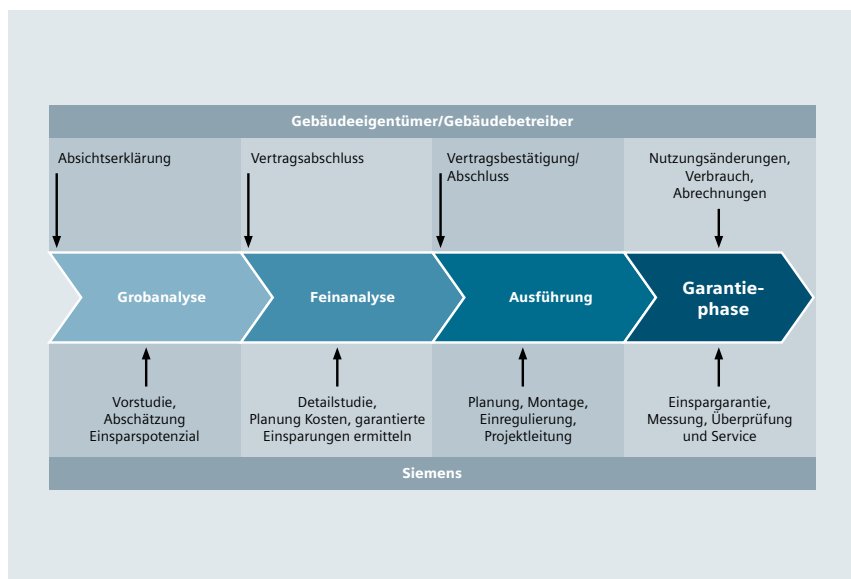 Gebäudeeigentümer/Gebäudebetreiber
Absichtserklärung
Vertragsabschluss
Vertragsbestätigung/
Abschluss
Nutzungsänderungen,
Verbrauch,
Abrechnungen
Grobanalyse
Feinanalyse
Ausführung
Garantie-
phase
Vorstudie,
Abschätzung
Einsparspotenzial
Detailstudie,
Planung Kosten, garantierte
Einsparungen ermitteln
Planung, Montage,
Einregulierung,
Projektleitung
Einspargarantie,
Messung, Überprüfung
und Service
Siemens